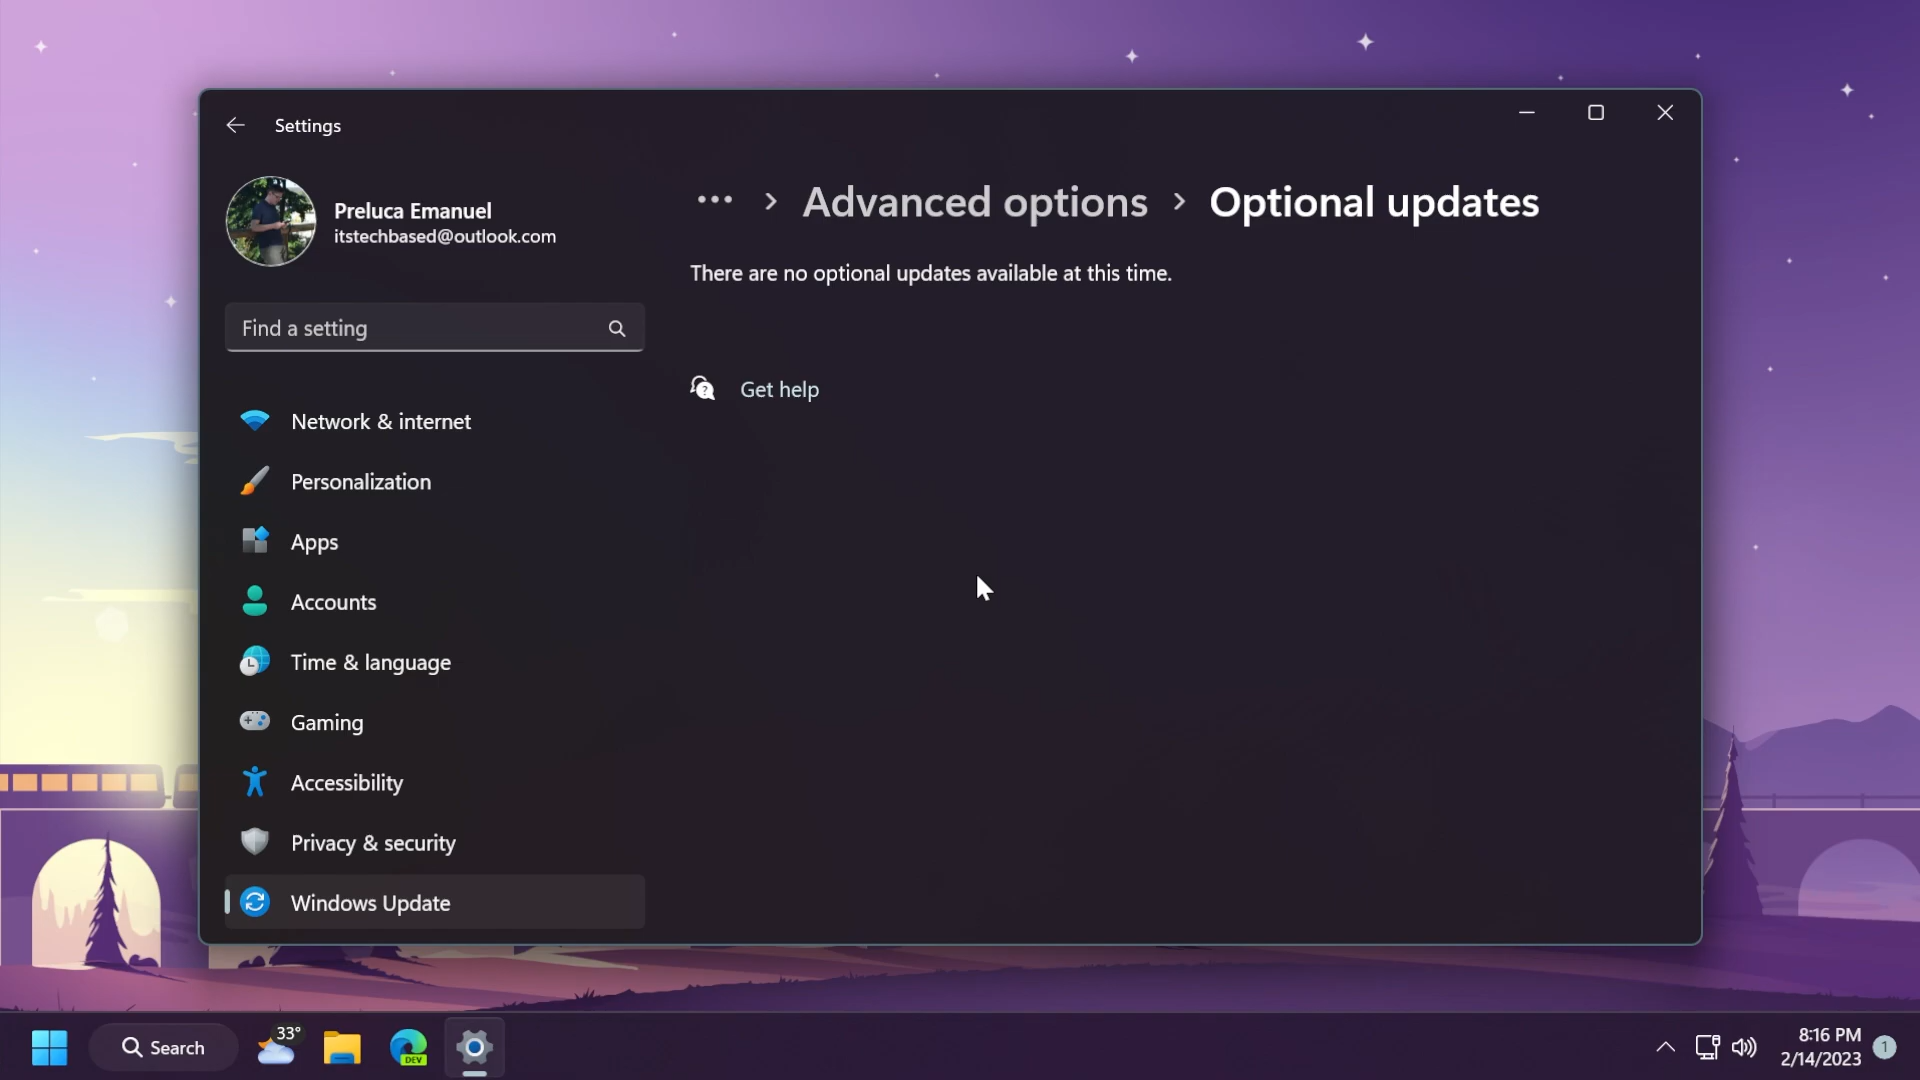 Settings
Preluca Emanuel
itstechbased@outlook.com
Find a setting
Network & internet
Personalization
Apps
Accounts
Time & language
Gaming
Accessibility
Privacy & security
Windows Update
··· > Advanced options > Optional updates
There are no optional updates available at this time.
Get help
Search
33°
DEV
8:16 PM
2/14/2023
1